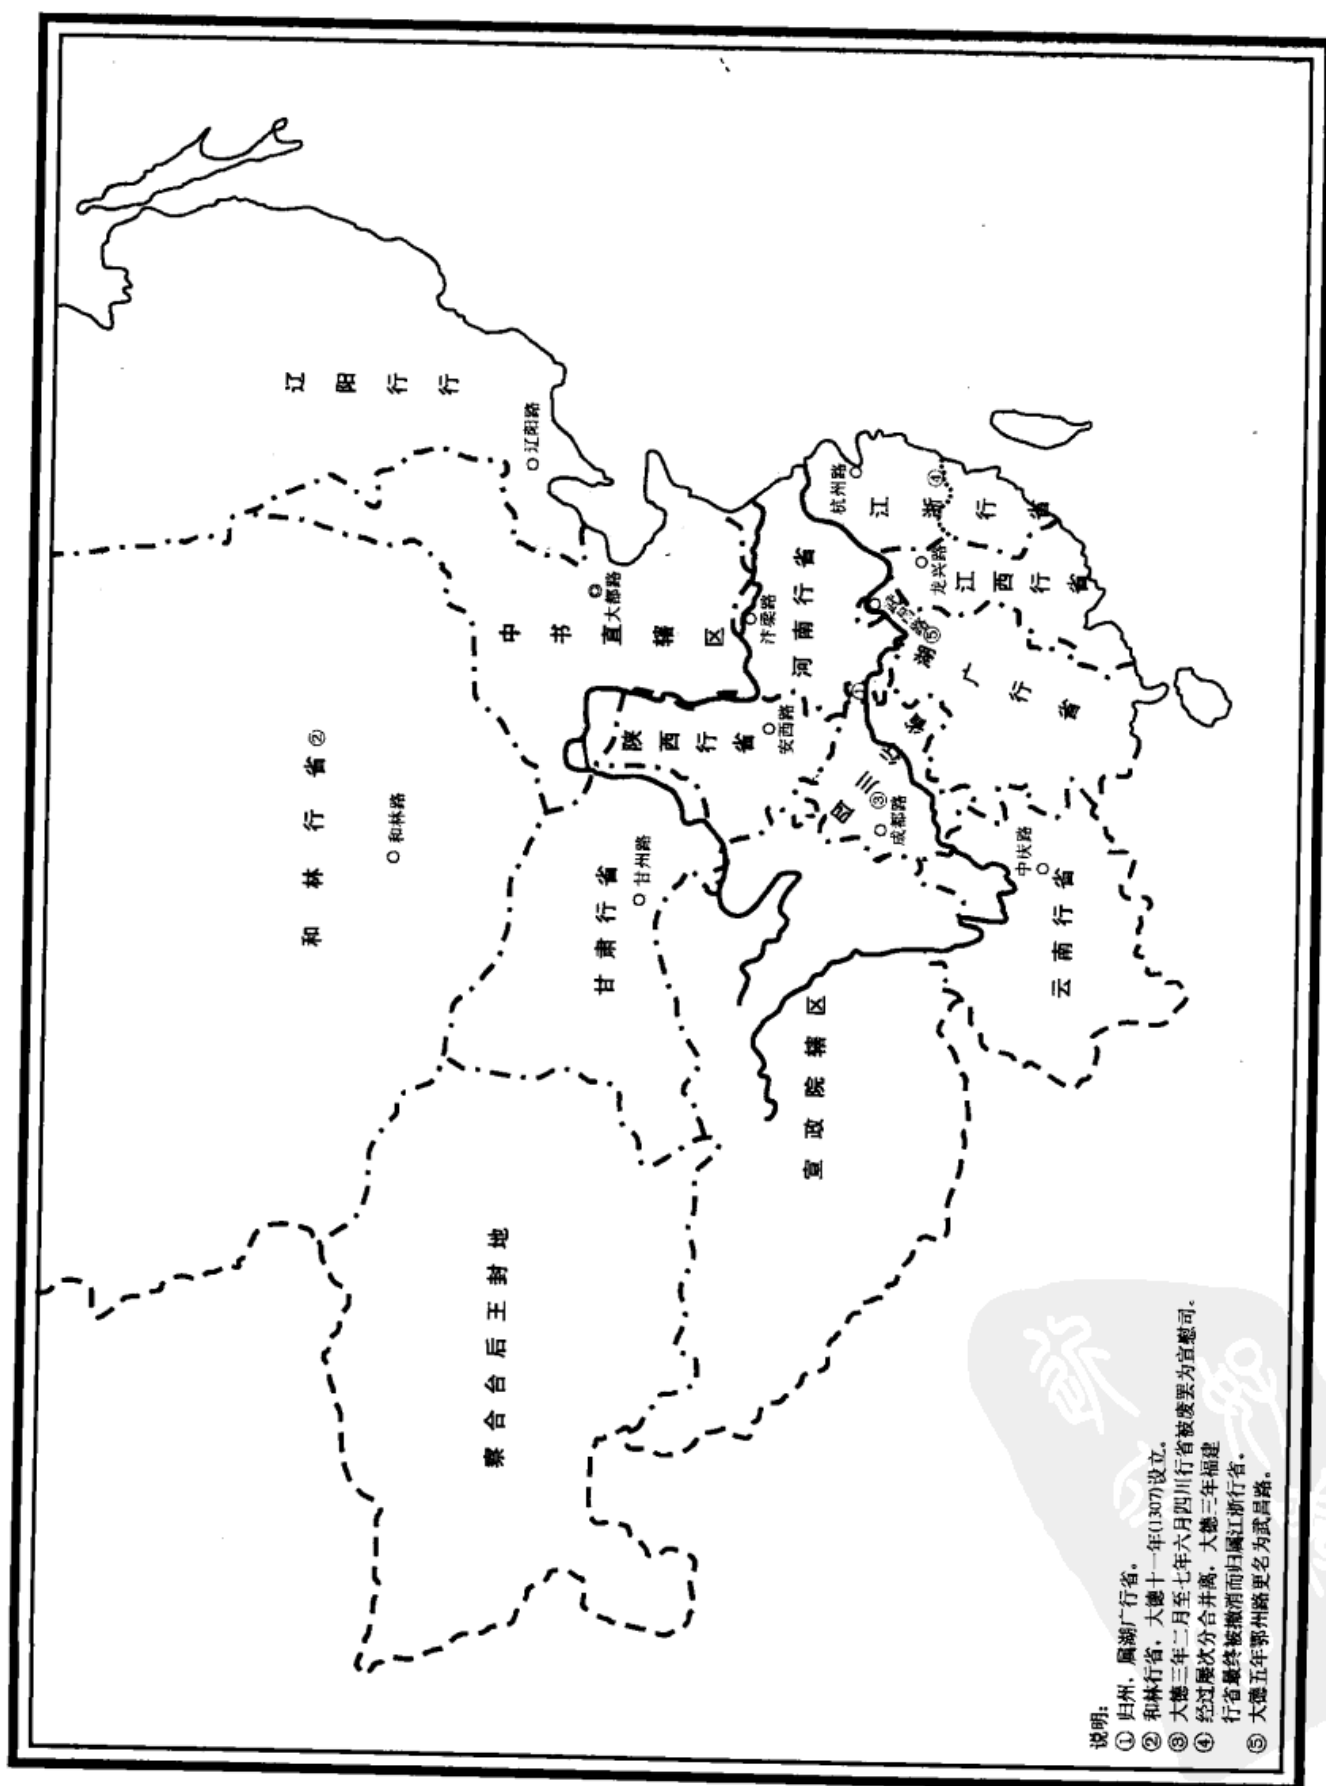 和林行省②
和林路
辽阳行行
辽阳路
中书直辖区
大都路
察合台后王封地
甘肃行省
甘州路
陕西行省
安西路
河南行省
汴梁路
宣政院辖区
四川行省
③
成都路
①
杭州路
江浙行省
④
龙兴路
江西行省
⑤
湖广行省
中庆路
云南行省
说明：
① 归州，属湖广行省。
② 和林行省，大德十一年(1307)设立。
③ 大德三年二月至七年六月四川行省被废罢为宣慰司。
④ 经过屡次分合并离，大德三年福建
行省最终被撤消而归属江浙行省。
⑤ 大德五年鄂州路更名为武昌路。